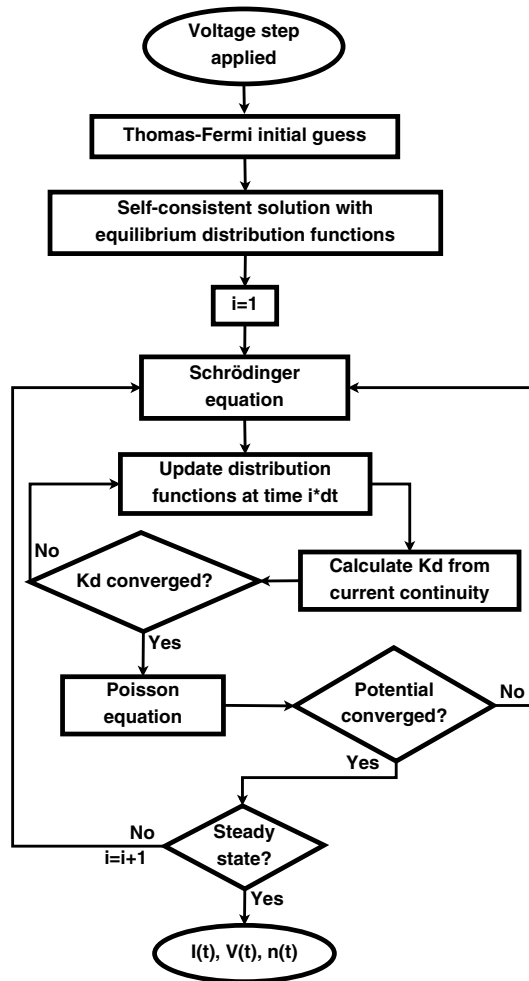 Voltage step
applied
Thomas-Fermi initial guess
Self-consistent solution with
equilibrium distribution functions
i=1
Schrödinger
equation
Update distribution
functions at time i*dt
No
Kd converged?
Calculate Kd from
current continuity
Yes
Poisson
equation
Potential
converged?
No
Yes
No
i=i+1
Steady
state?
Yes
I(t), V(t), n(t)